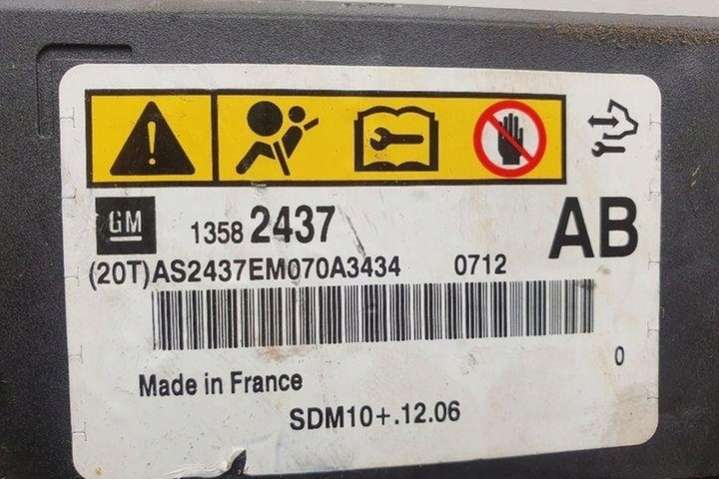 GM 1358 2437 AB
(20T)AS2437EM070A3434 0712
0
Made in France
SDM10+.12.06